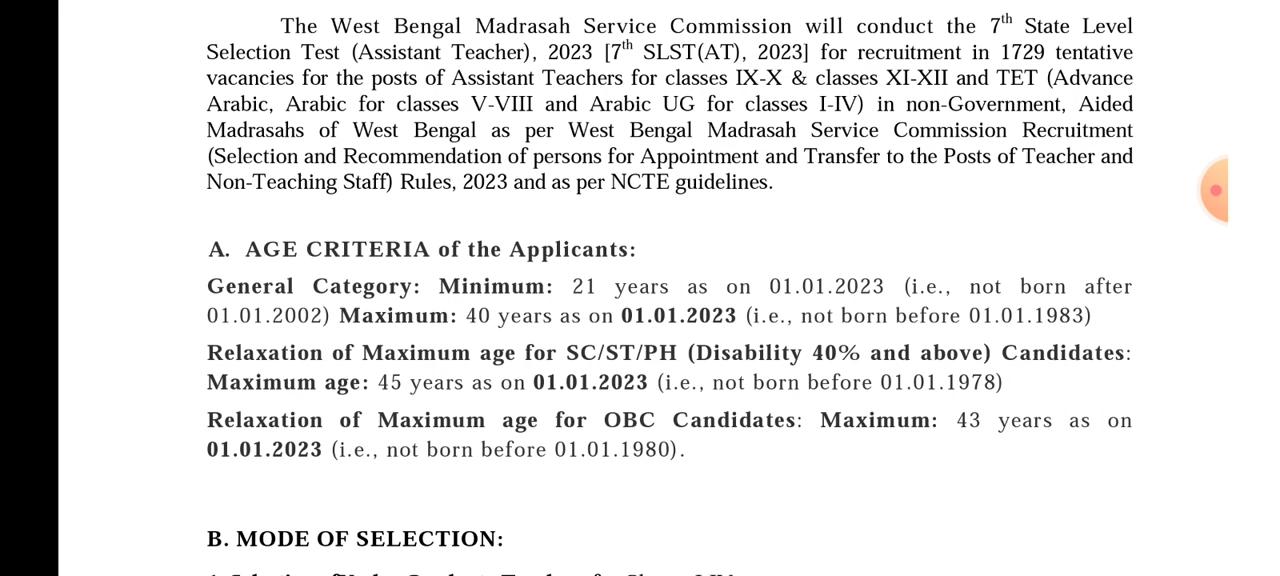 The West Bengal Madrasah Service Commission will conduct the 7th State Level
Selection Test (Assistant Teacher), 2023 [7th SLST(AT), 2023] for recruitment in 1729 tentative
vacancies for the posts of Assistant Teachers for classes IX-X & classes XI-XII and TET (Advance
Arabic, Arabic for classes V-VIII and Arabic UG for classes I-IV) in non-Government, Aided
Madrasahs of West Bengal as per West Bengal Madrasah Service Commission Recruitment
(Selection and Recommendation of persons for Appointment and Transfer to the Posts of Teacher and
Non-Teaching Staff) Rules, 2023 and as per NCTE guidelines.
A. AGE CRITERIA of the Applicants:
General Category: Minimum: 21 years as on 01.01.2023 (i.e., not born after
01.01.2002) Maximum: 40 years as on 01.01.2023 (i.e., not born before 01.01.1983)
Relaxation of Maximum age for SC/ST/PH (Disability 40% and above) Candidates:
Maximum age: 45 years as on 01.01.2023 (i.e., not born before 01.01.1978)
Relaxation of Maximum age for OBC Candidates: Maximum: 43 years as on
01.01.2023 (i.e., not born before 01.01.1980).
B. MODE OF SELECTION: